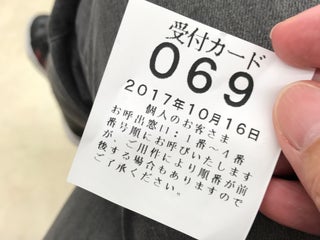 受付カード
069
2017年10月16日
個人のお客さま
お呼出窓口:1番～4番
番号順にお呼びいたします
が、ご用件により順番が前
後する場合もありますので
ご了承ください。